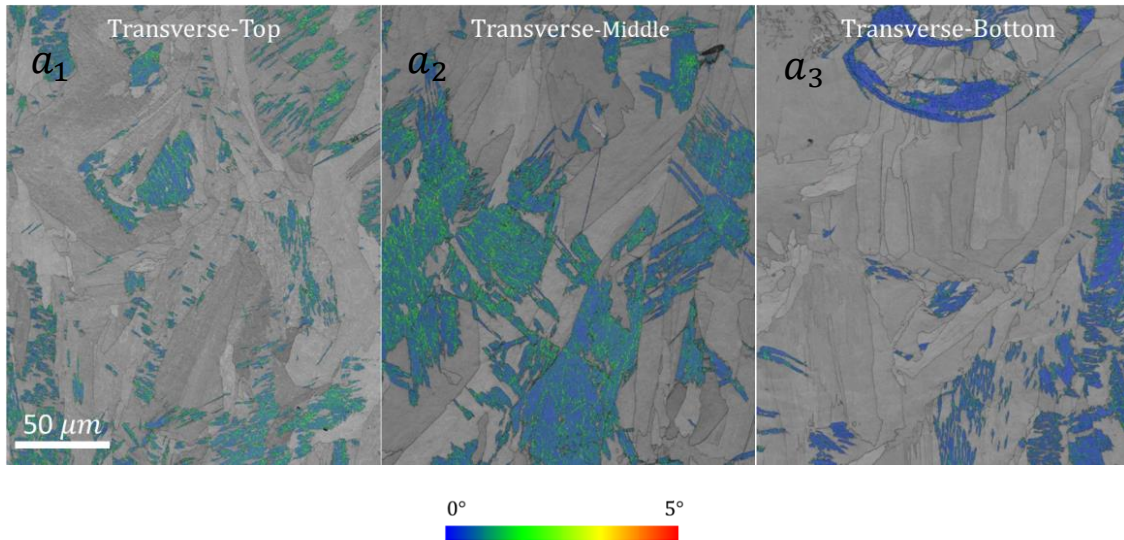 Transverse-Top
a₁
50 μm
Transverse-Middle
a₂
Transverse-Bottom
a₃
0°
5°